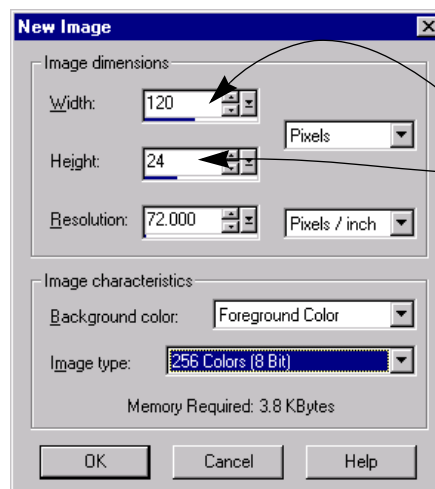 New Image
Image dimensions
Width: 120
Pixels
Height: 24
Resolution: 72.000 Pixels / inch
Image characteristics
Background color: Foreground Color
Image type: 256 Colors (8 Bit)
Memory Required: 3.8 KBytes
OK Cancel Help